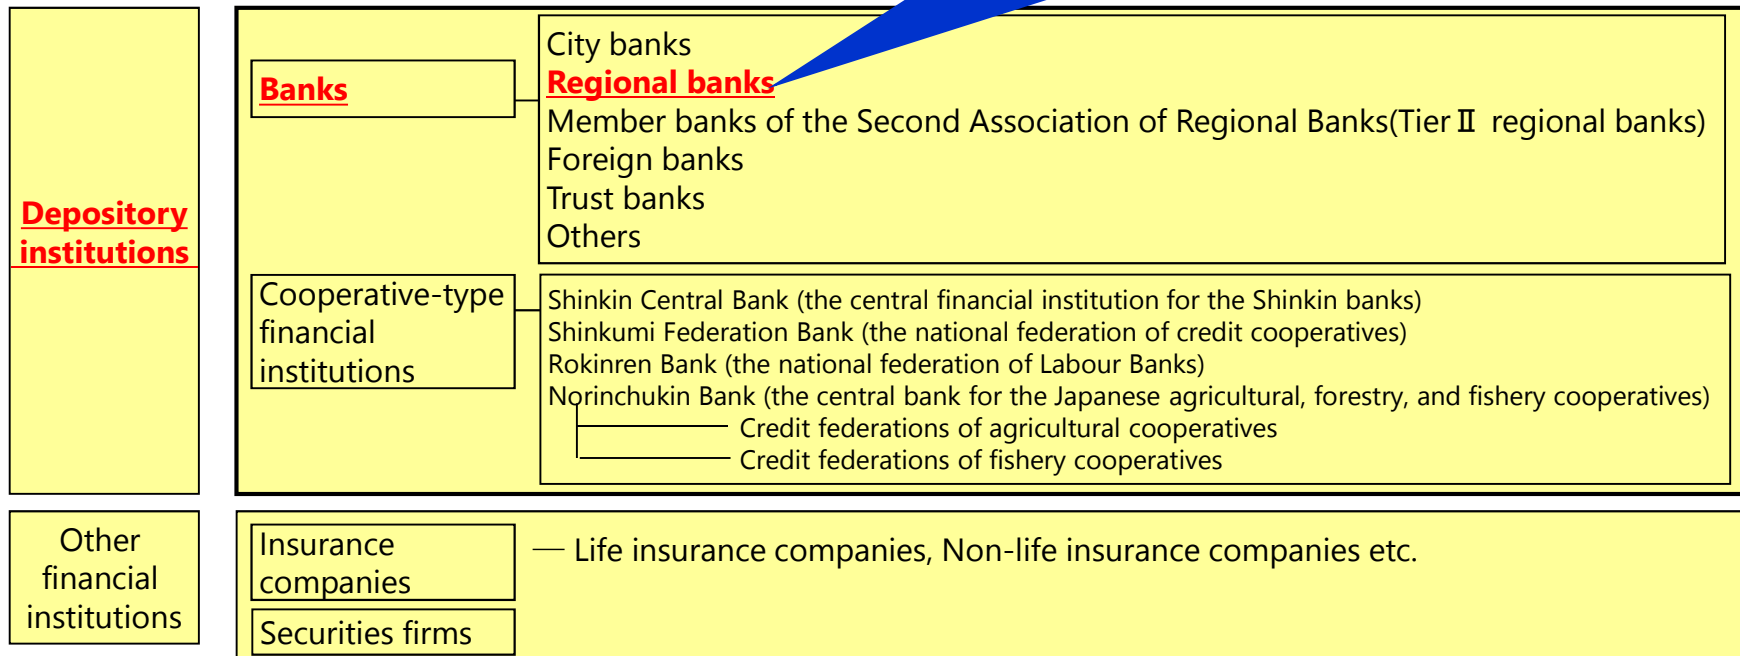 Depository
institutions
Banks
City banks
Regional banks
Member banks of the Second Association of Regional Banks(Tier Ⅱ regional banks)
Foreign banks
Trust banks
Others
Cooperative-type
financial
institutions
Shinkin Central Bank (the central financial institution for the Shinkin banks)
Shinkumi Federation Bank (the national federation of credit cooperatives)
Rokinren Bank (the national federation of Labour Banks)
Norinchukin Bank (the central bank for the Japanese agricultural, forestry, and fishery cooperatives)
Credit federations of agricultural cooperatives
Credit federations of fishery cooperatives
Other
financial
institutions
Insurance
companies
— Life insurance companies, Non-life insurance companies etc.
Securities firms